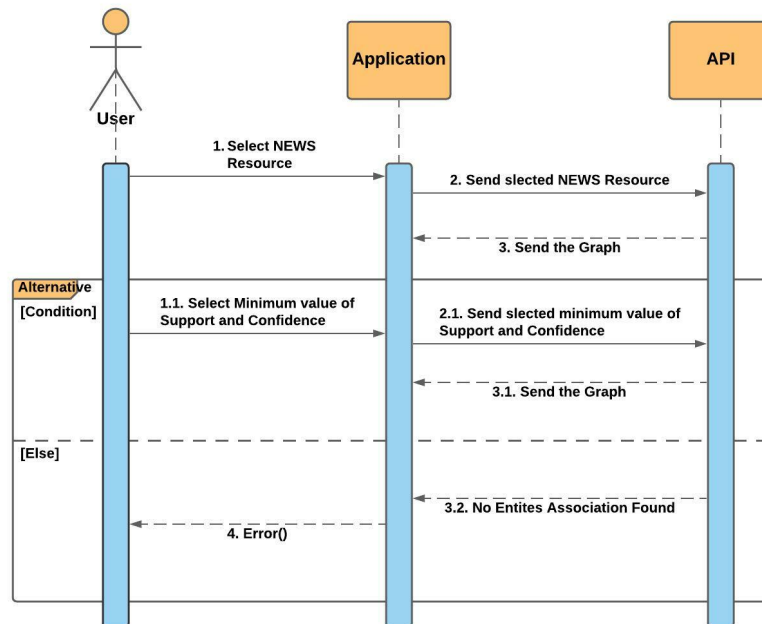 User
Application
API
1. Select NEWS
Resource
2. Send slected NEWS Resource
3. Send the Graph
Alternative
[Condition]
1.1. Select Minimum value of
Support and Confidence
2.1. Send slected minimum value of
Support and Confidence
3.1. Send the Graph
[Else]
3.2. No Entites Association Found
4. Error()